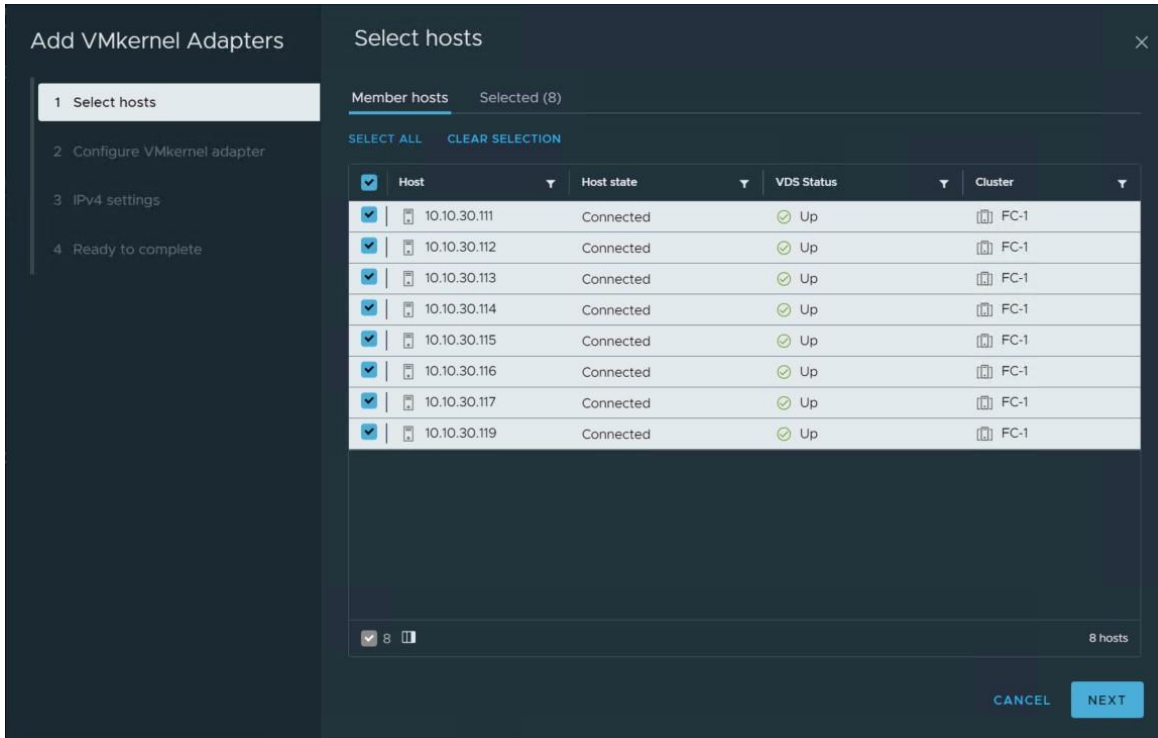 Add VMkernel Adapters
1 Select hosts
2 Configure VMkernel adapter
3 IPv4 settings
4 Ready to complete
Select hosts
Member hosts Selected (8)
SELECT ALL CLEAR SELECTION
Host Host state VDS Status Cluster
10.10.30.111 Connected Up FC-1
10.10.30.112 Connected Up FC-1
10.10.30.113 Connected Up FC-1
10.10.30.114 Connected Up FC-1
10.10.30.115 Connected Up FC-1
10.10.30.116 Connected Up FC-1
10.10.30.117 Connected Up FC-1
10.10.30.119 Connected Up FC-1
8 8 hosts
CANCEL NEXT